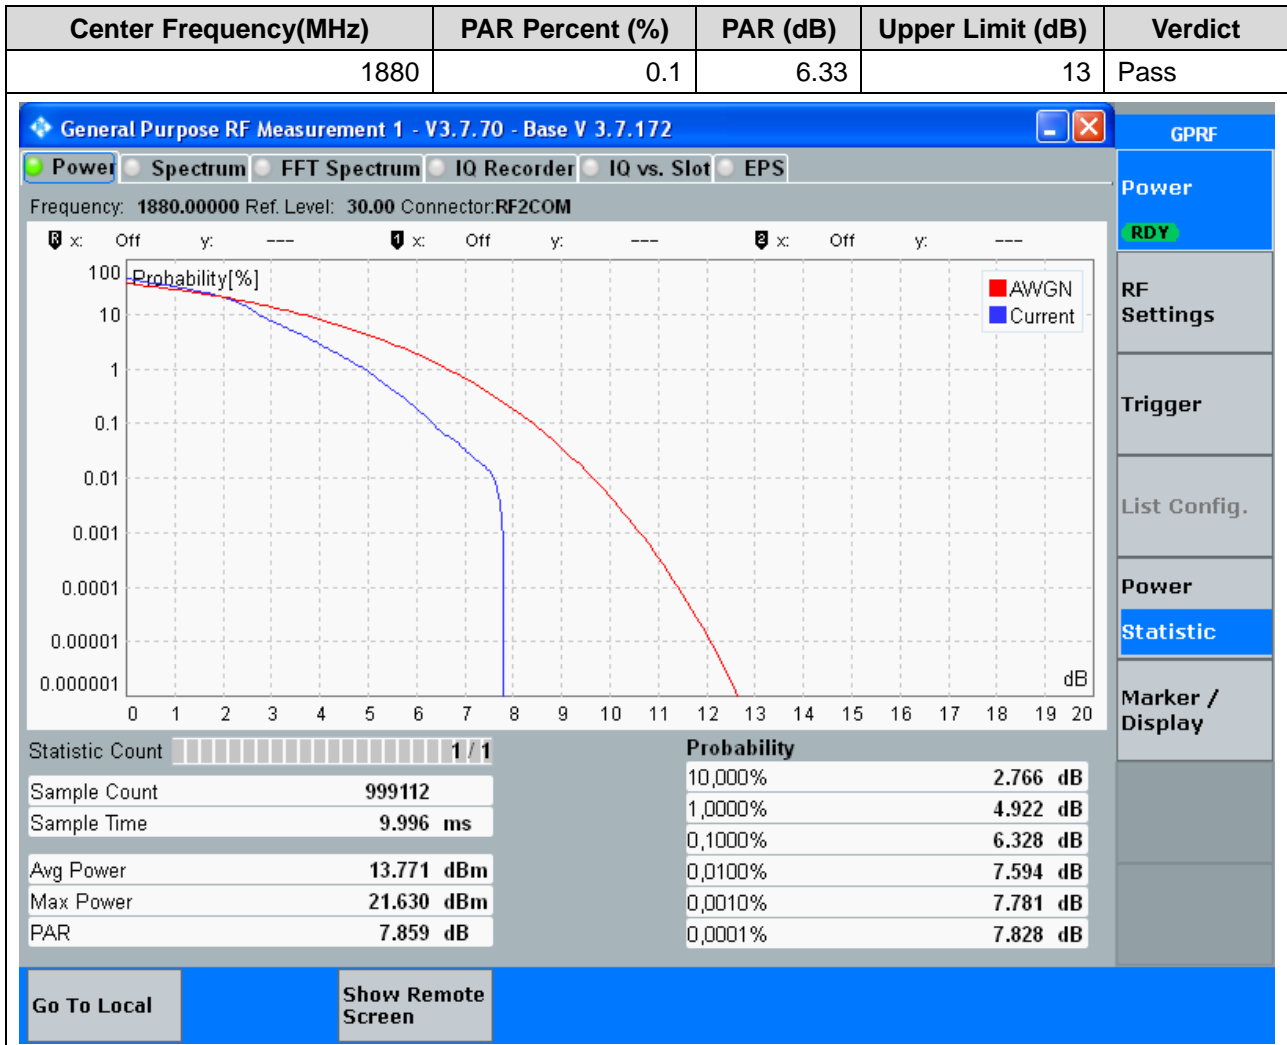 Center Frequency(MHz) PAR Percent (%) PAR (dB) Upper Limit (dB) Verdict
1880 0.1 6.33 13 Pass
General Purpose RF Measurement 1 - V3.7.70 - Base V 3.7.172
GPRF
Power Spectrum FFT Spectrum IQ Recorder IQ vs. Slot EPS
Frequency: 1880.00000 Ref. Level: 30.00 Connector:RF2COM
R x: Off y: --- 1 x: Off y: --- 2 x: Off y: ---
Probability[%]
AWGN
Current
100
10
1
0.1
0.01
0.001
0.0001
0.00001
0.000001
dB
0 1 2 3 4 5 6 7 8 9 10 11 12 13 14 15 16 17 18 19 20
Statistic Count 1 / 1
Sample Count 999112
Sample Time 9.996 ms
Avg Power 13.771 dBm
Max Power 21.630 dBm
PAR 7.859 dB
Probability
10,000% 2.766 dB
1,0000% 4.922 dB
0,1000% 6.328 dB
0,0100% 7.594 dB
0,0010% 7.781 dB
0,0001% 7.828 dB
Power
RDY
RF
Settings
Trigger
List Config.
Power
Statistic
Marker /
Display
Go To Local
Show Remote
Screen